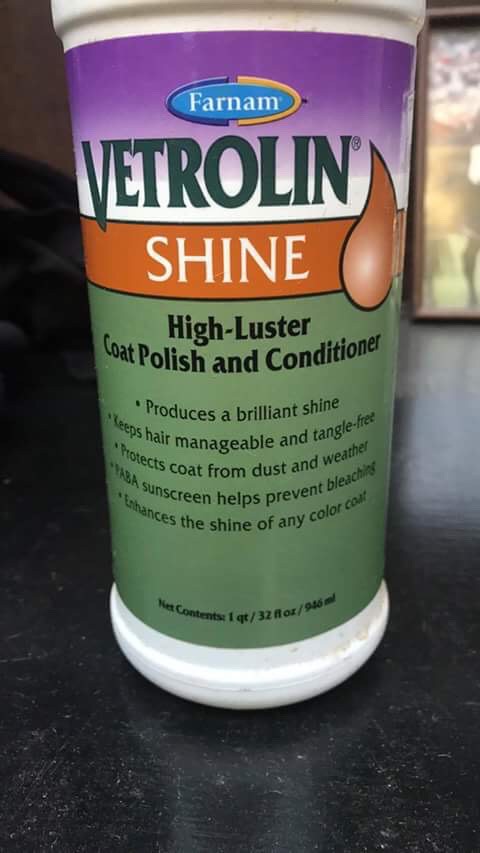 Farnam
VETROLIN®
SHINE
High-Luster
Coat Polish and Conditioner
• Produces a brilliant shine
• Keeps hair manageable and tangle-free
• Protects coat from dust and weather
• PABA sunscreen helps prevent bleaching
• Enhances the shine of any color coat
Net Contents: 1 qt / 32 fl oz / 946 ml